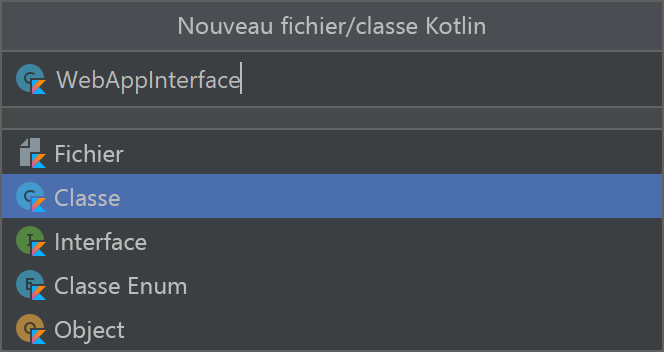 Nouveau fichier/classe Kotlin
WebAppInterface
Fichier
Classe
Interface
Classe Enum
Object